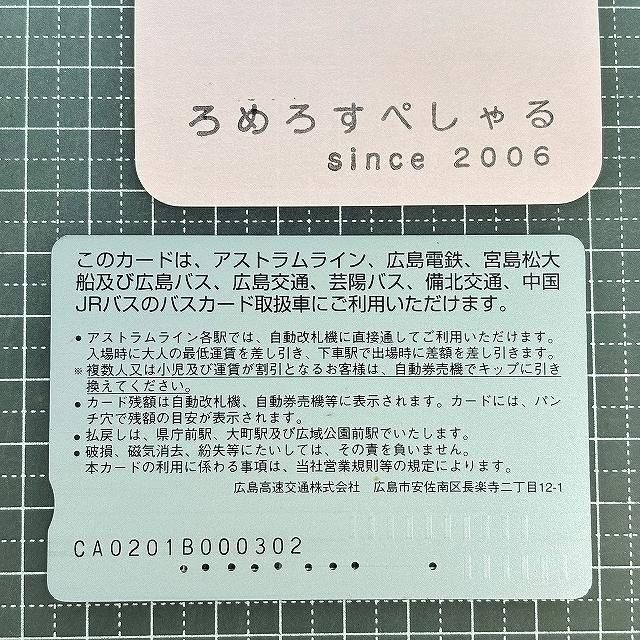 ろめろすぺしゃる
since 2006
このカードは、アストラムライン、広島電鉄、宮島松大
船及び広島バス、広島交通、芸陽バス、備北交通、中国
JRバスのバスカード取扱車にご利用いただけます。
● アストラムライン各駅では、自動改札機に直接通してご利用いただけます。
入場時に大人の最低運賃を差し引き、下車駅で出場時に差額を差し引きます。
※ 複数人又は小児及び運賃が割引となるお客様は、自動券売機でキップに引き
換えてください。
● カード残額は自動改札機、自動券売機等に表示されます。カードには、パン
チ穴で残額の目安が表示されます。
● 払戻しは、県庁前駅、大町駅及び広域公園前駅でいたします。
● 破損、磁気消去、紛失等にたいしては、その責を負いません。
本カードの利用に係わる事項は、当社営業規則等の規定によります。
広島高速交通株式会社 広島市安佐南区長楽寺二丁目12-1
CA0201B000302